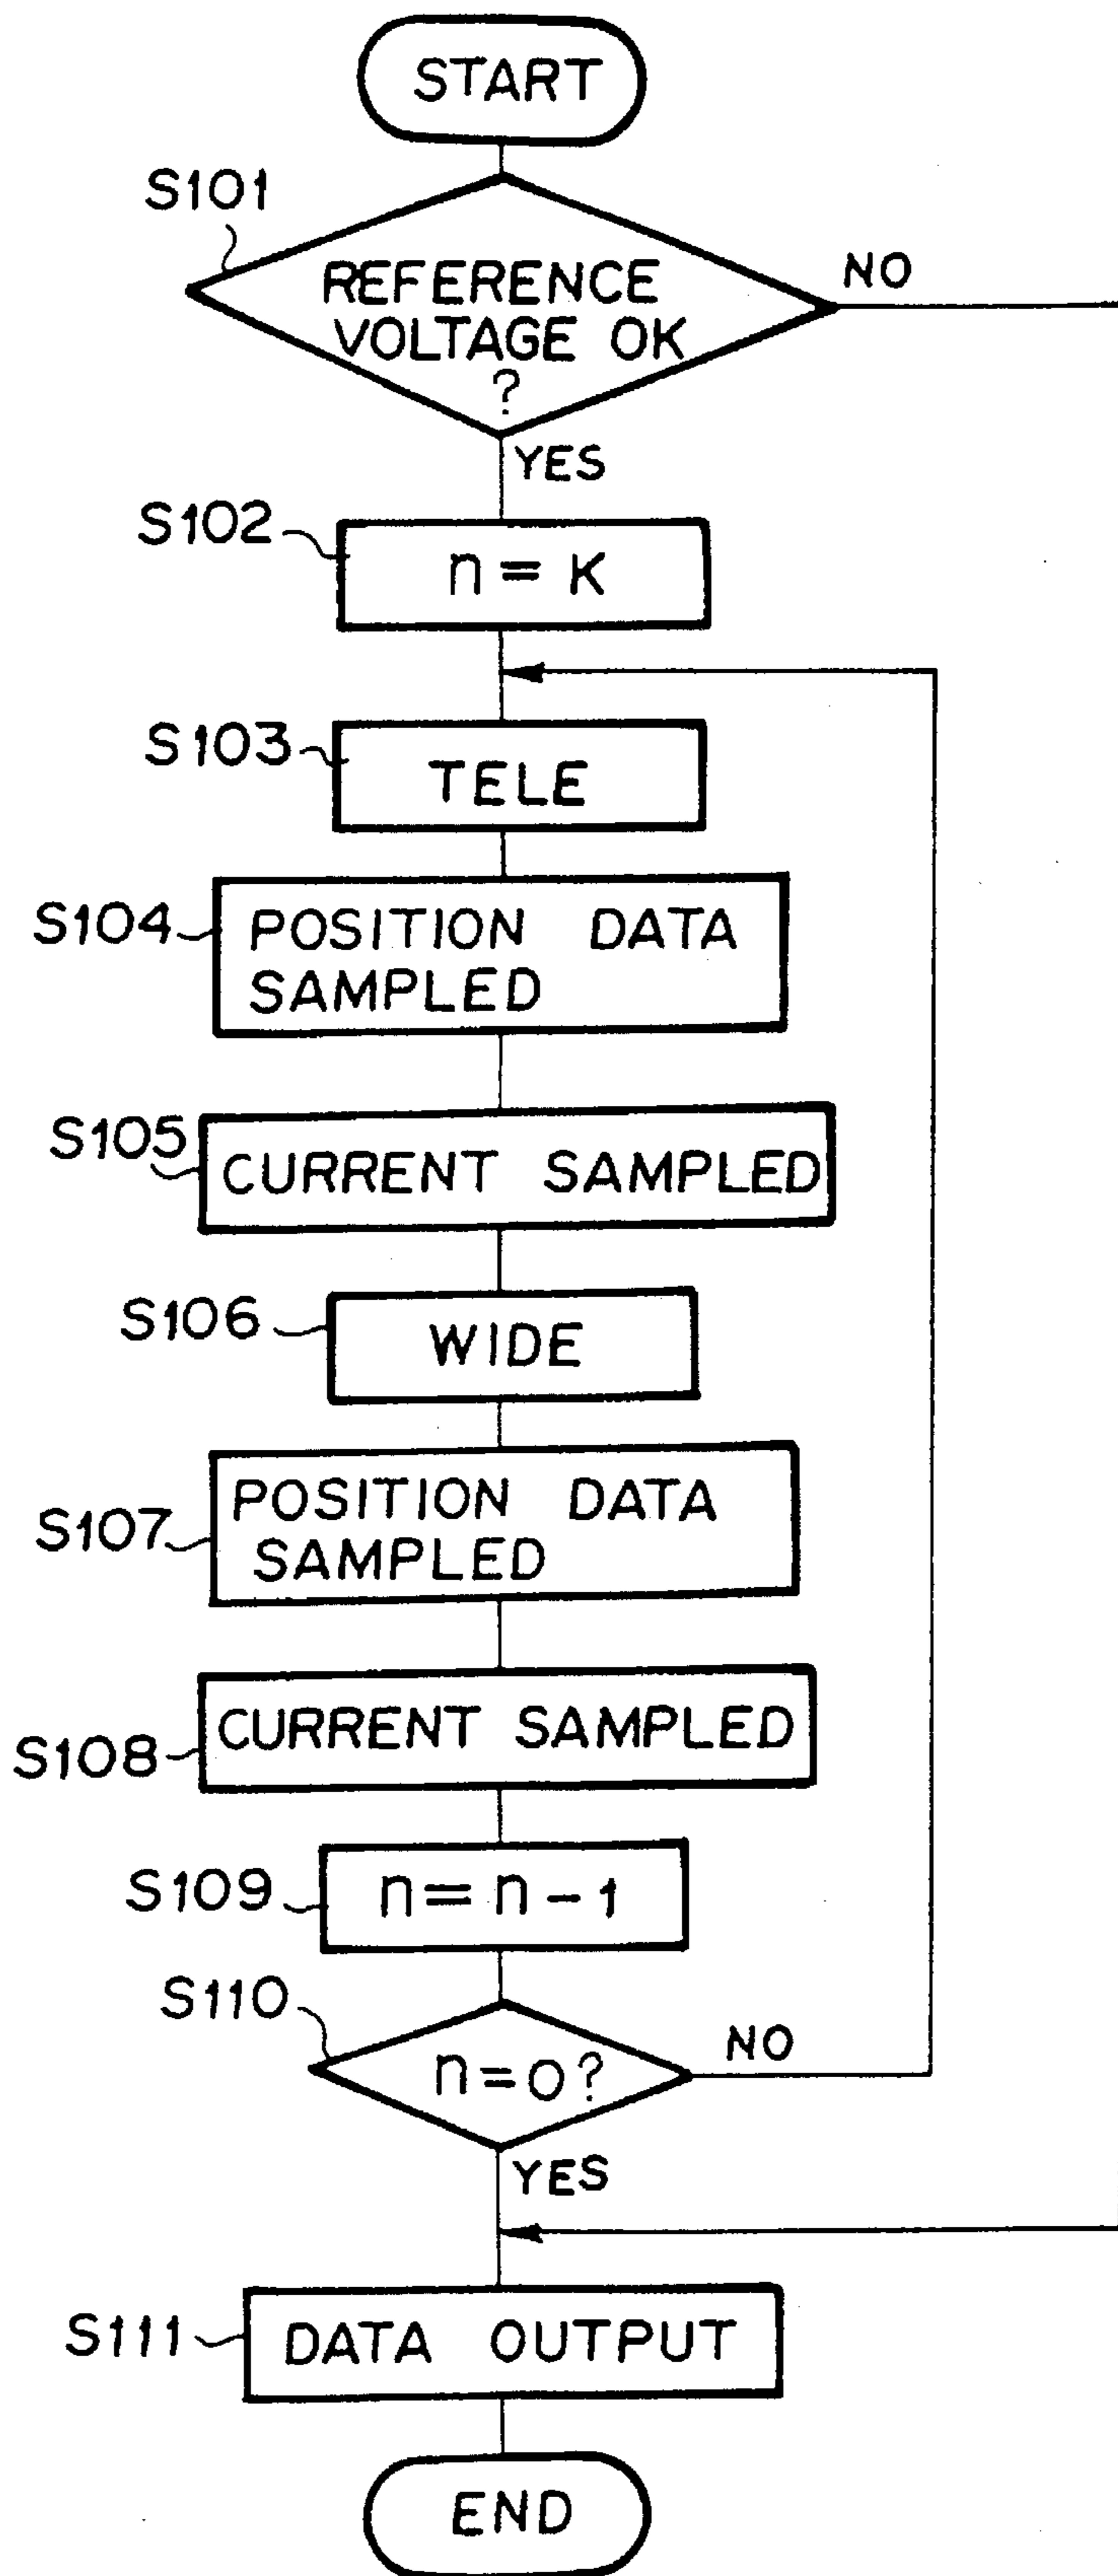 START
S101
REFERENCE
VOLTAGE OK
?
NO
YES
S102
n = K
S103
TELE
S104
POSITION DATA
SAMPLED
S105
CURRENT SAMPLED
S106
WIDE
S107
POSITION DATA
SAMPLED
S108
CURRENT SAMPLED
S109
n = n - 1
S110
n = 0 ?
NO
YES
S111
DATA OUTPUT
END